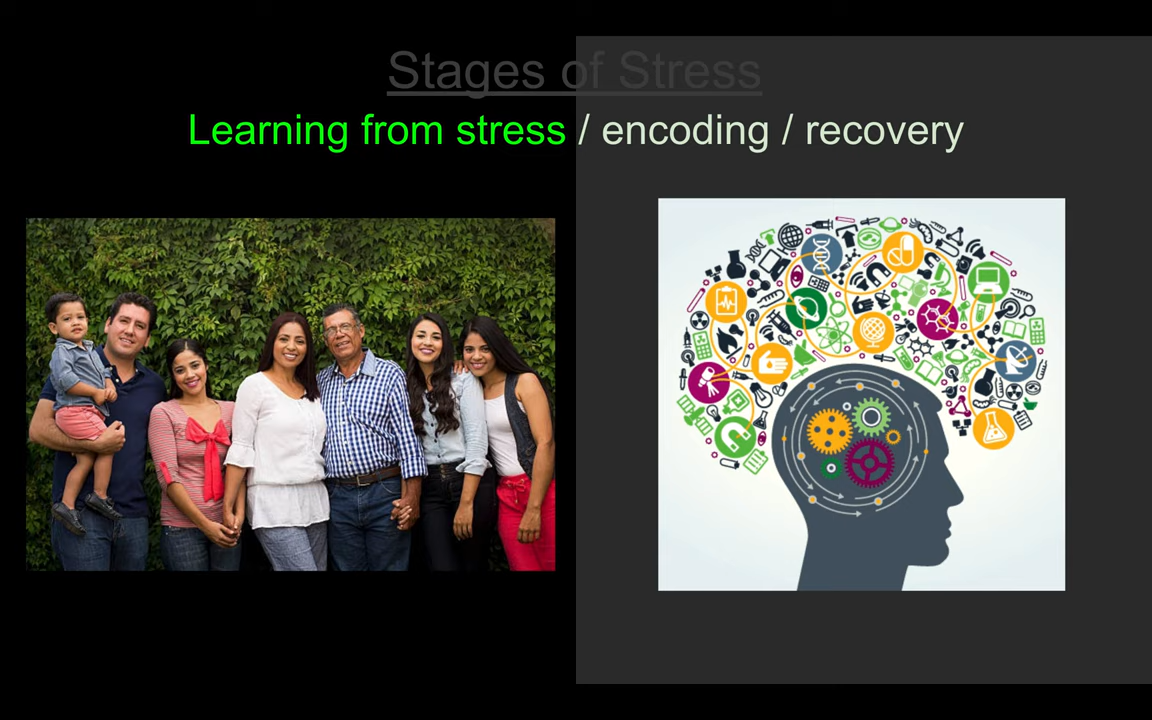 Stages of Stress
Learning from stress / encoding / recovery